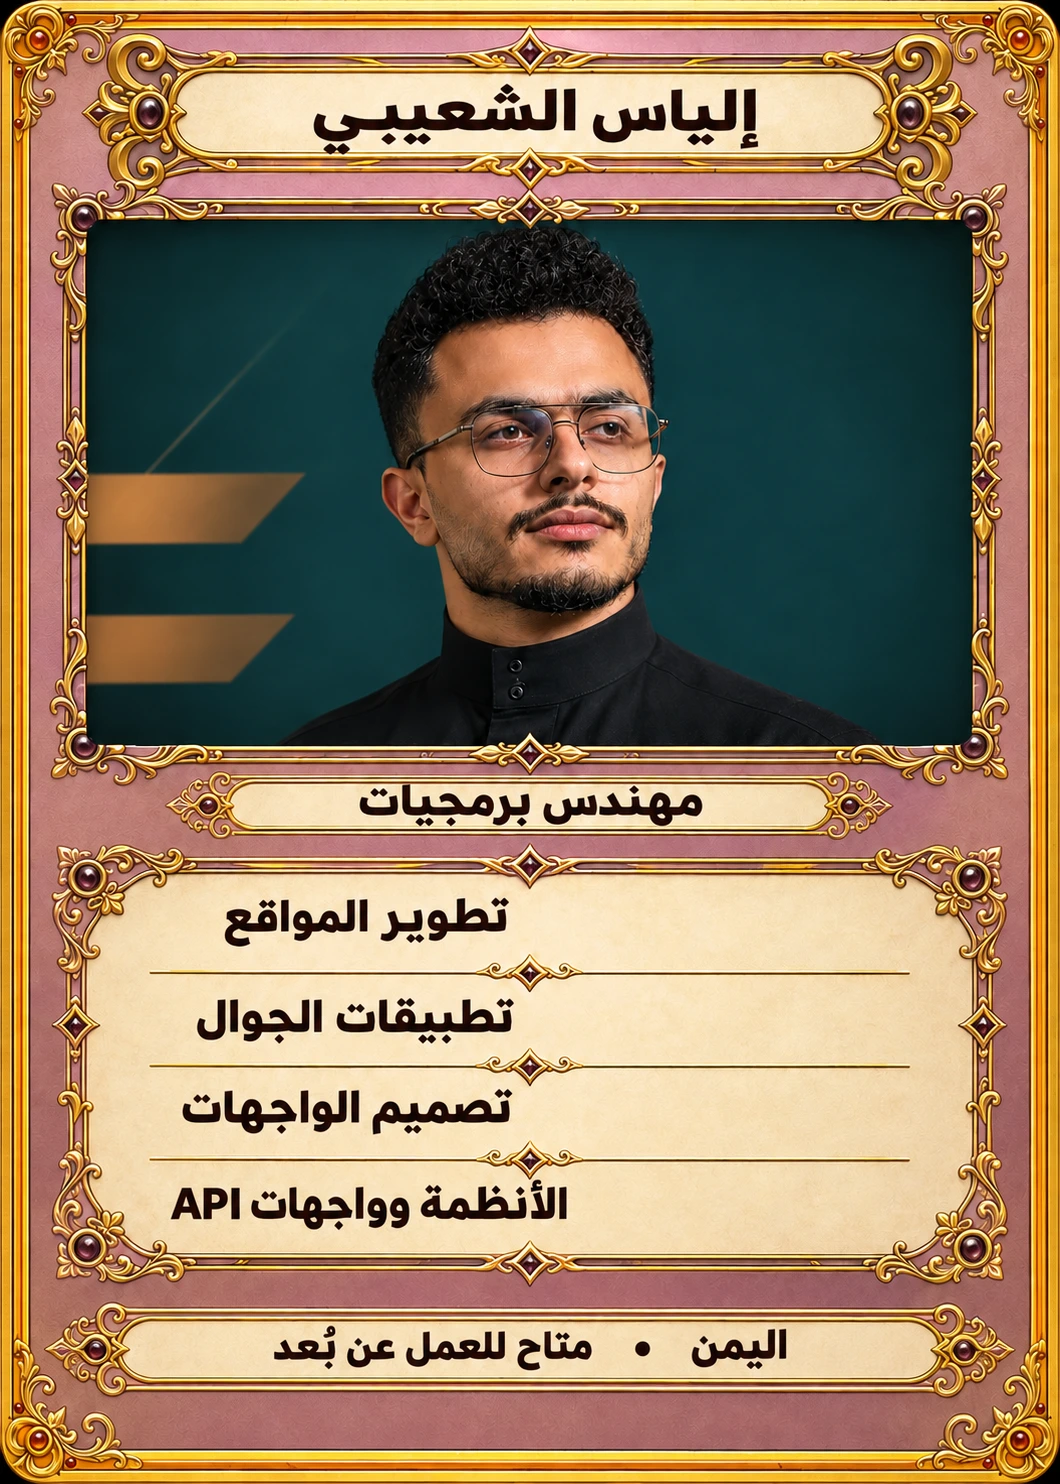 إلياس الشعيبي
مهندس برمجيات
تطوير المواقع
تطبيقات الجوال
تصميم الواجهات
الأنظمة وواجهات API
اليمن • متاح للعمل عن بُعد